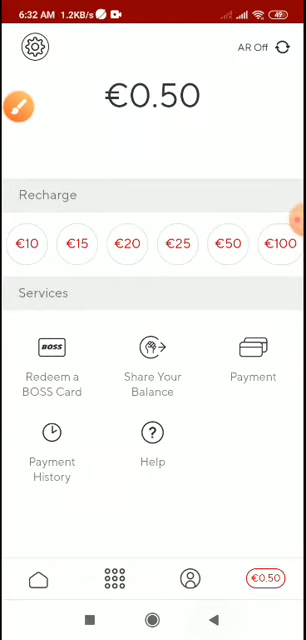 6:32 AM 1.2KB/s 49
AR Off
€0.50
Recharge
€10 €15 €20 €25 €50 €100
Services
BOSS
Redeem a
BOSS Card
Share Your
Balance
Payment
Payment
History
?
Help
€0.50